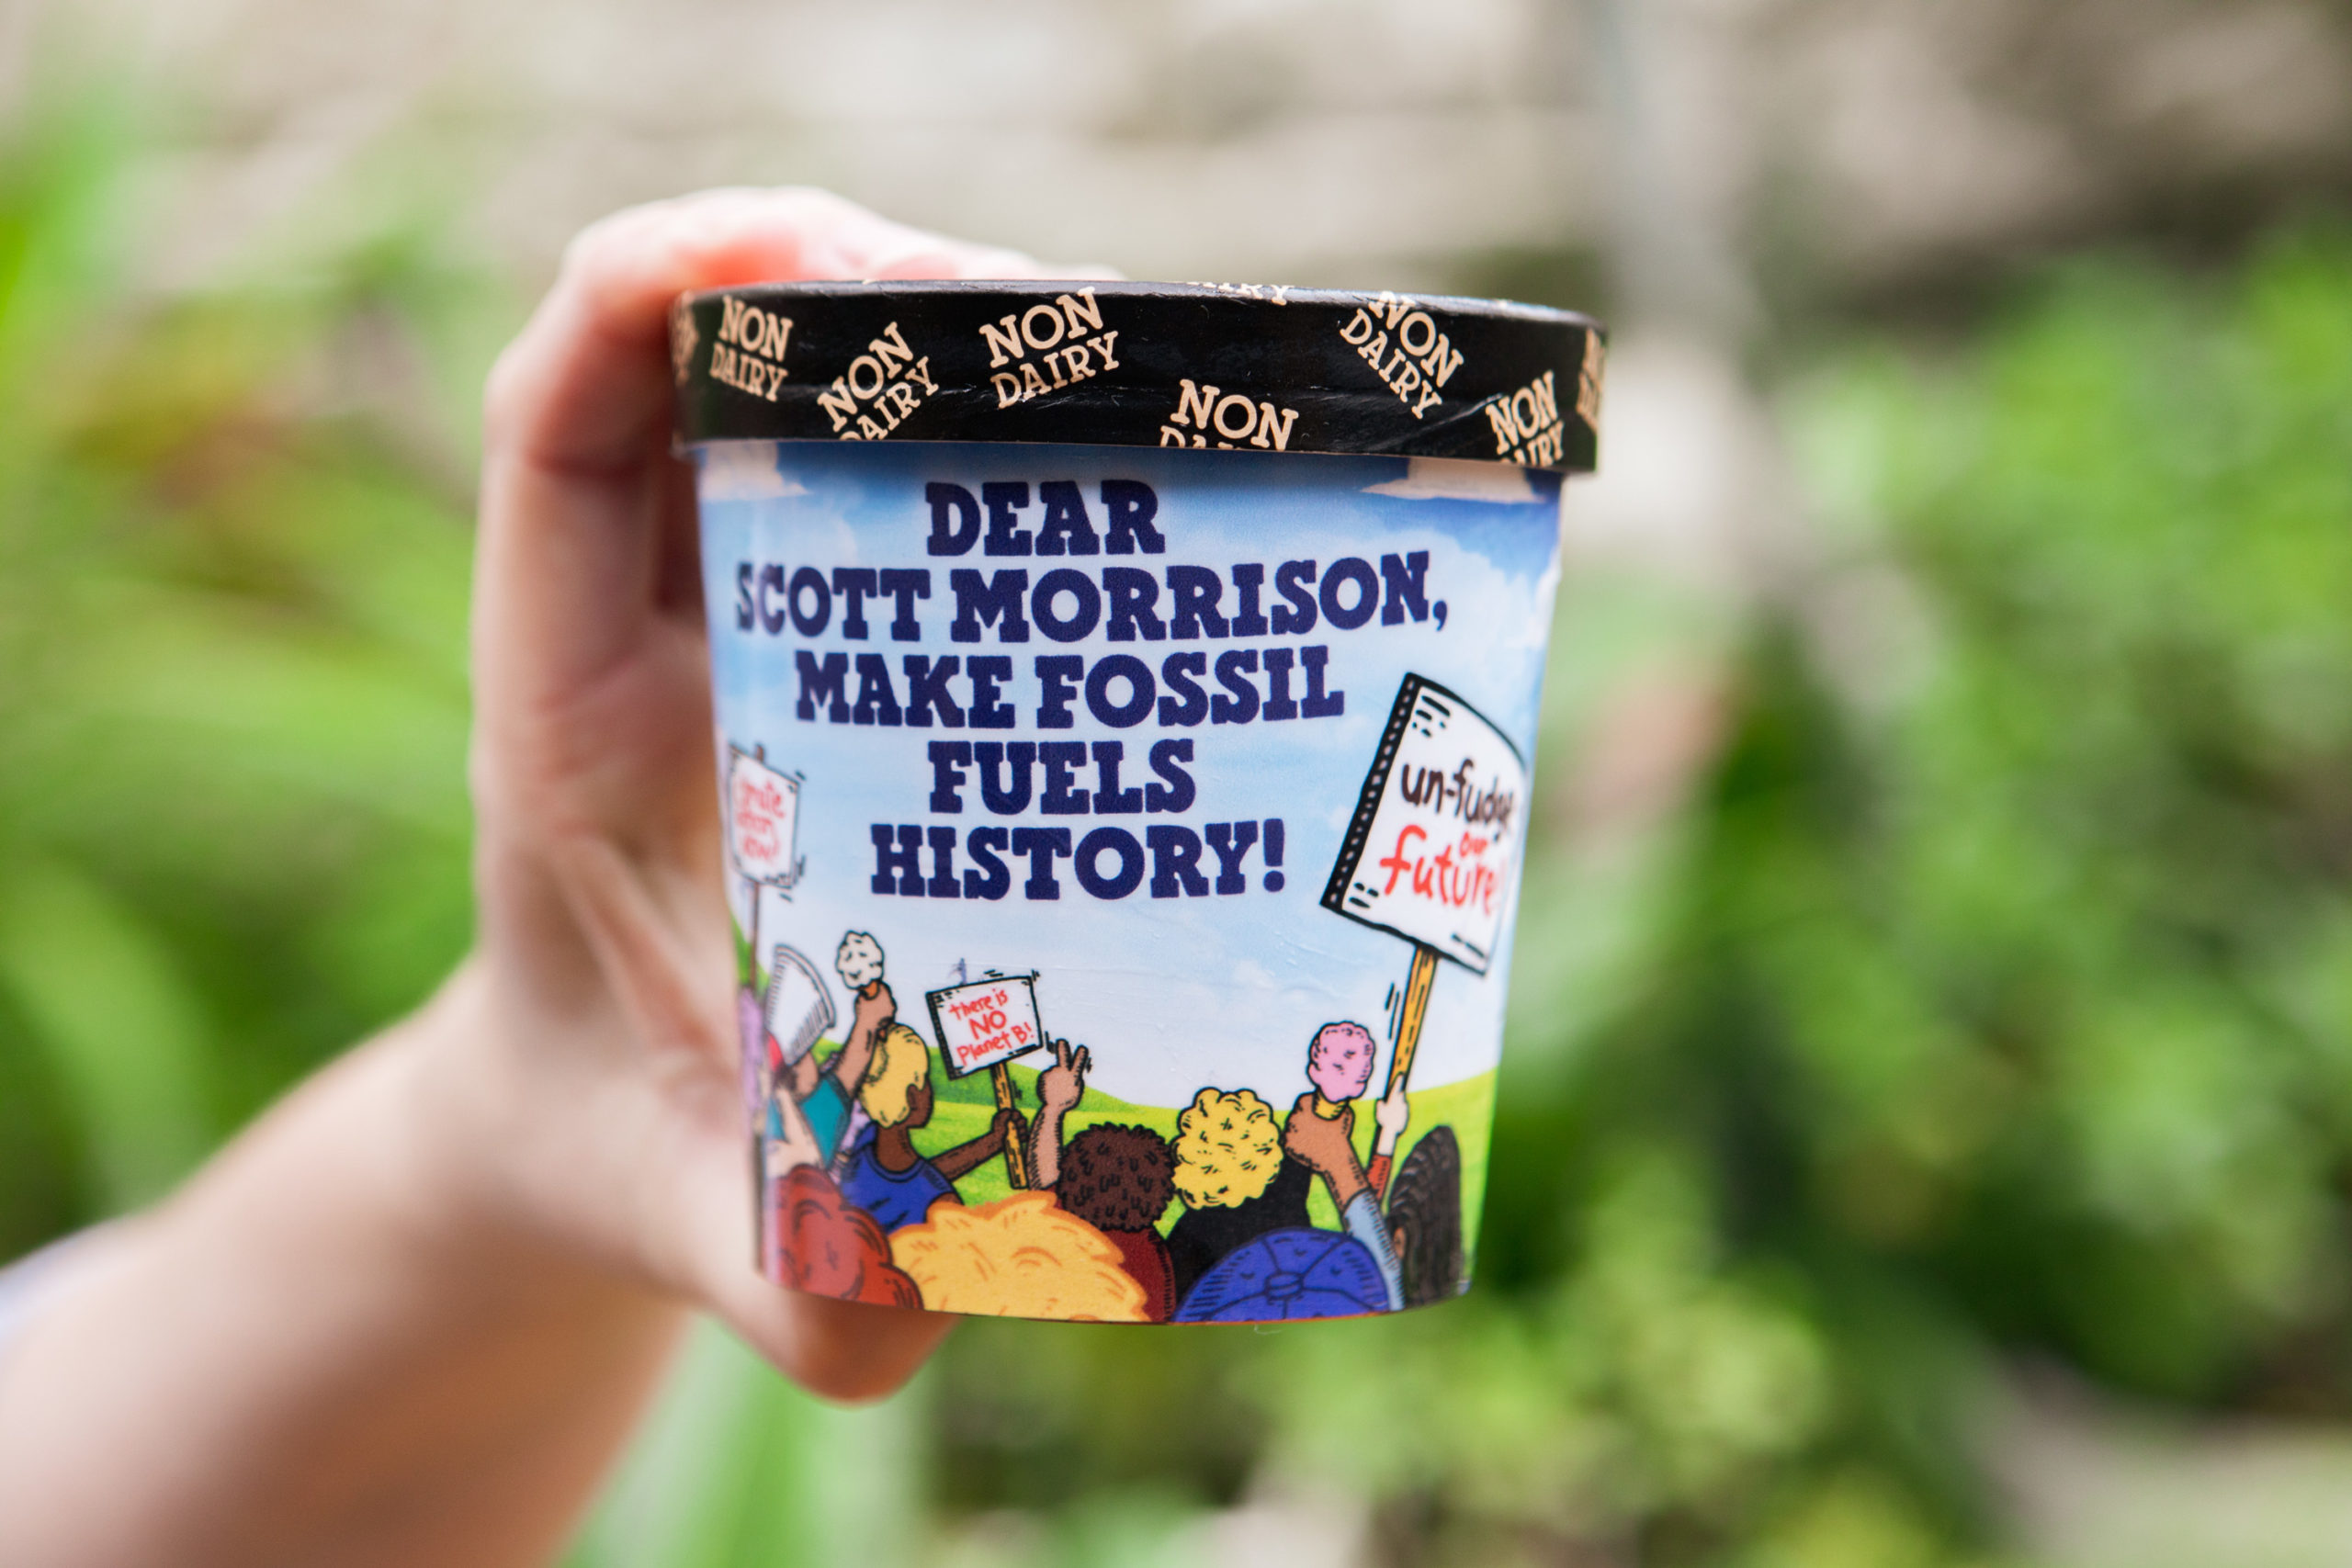 NON
DAIRY
NON
DAIRY
NON
DAIRY
NON
NON
DAIRY
NON
DAIRY
DEAR
SCOTT MORRISON,
MAKE FOSSIL
FUELS
HISTORY!
un-fudge
our
future!
there is
NO
Planet B!